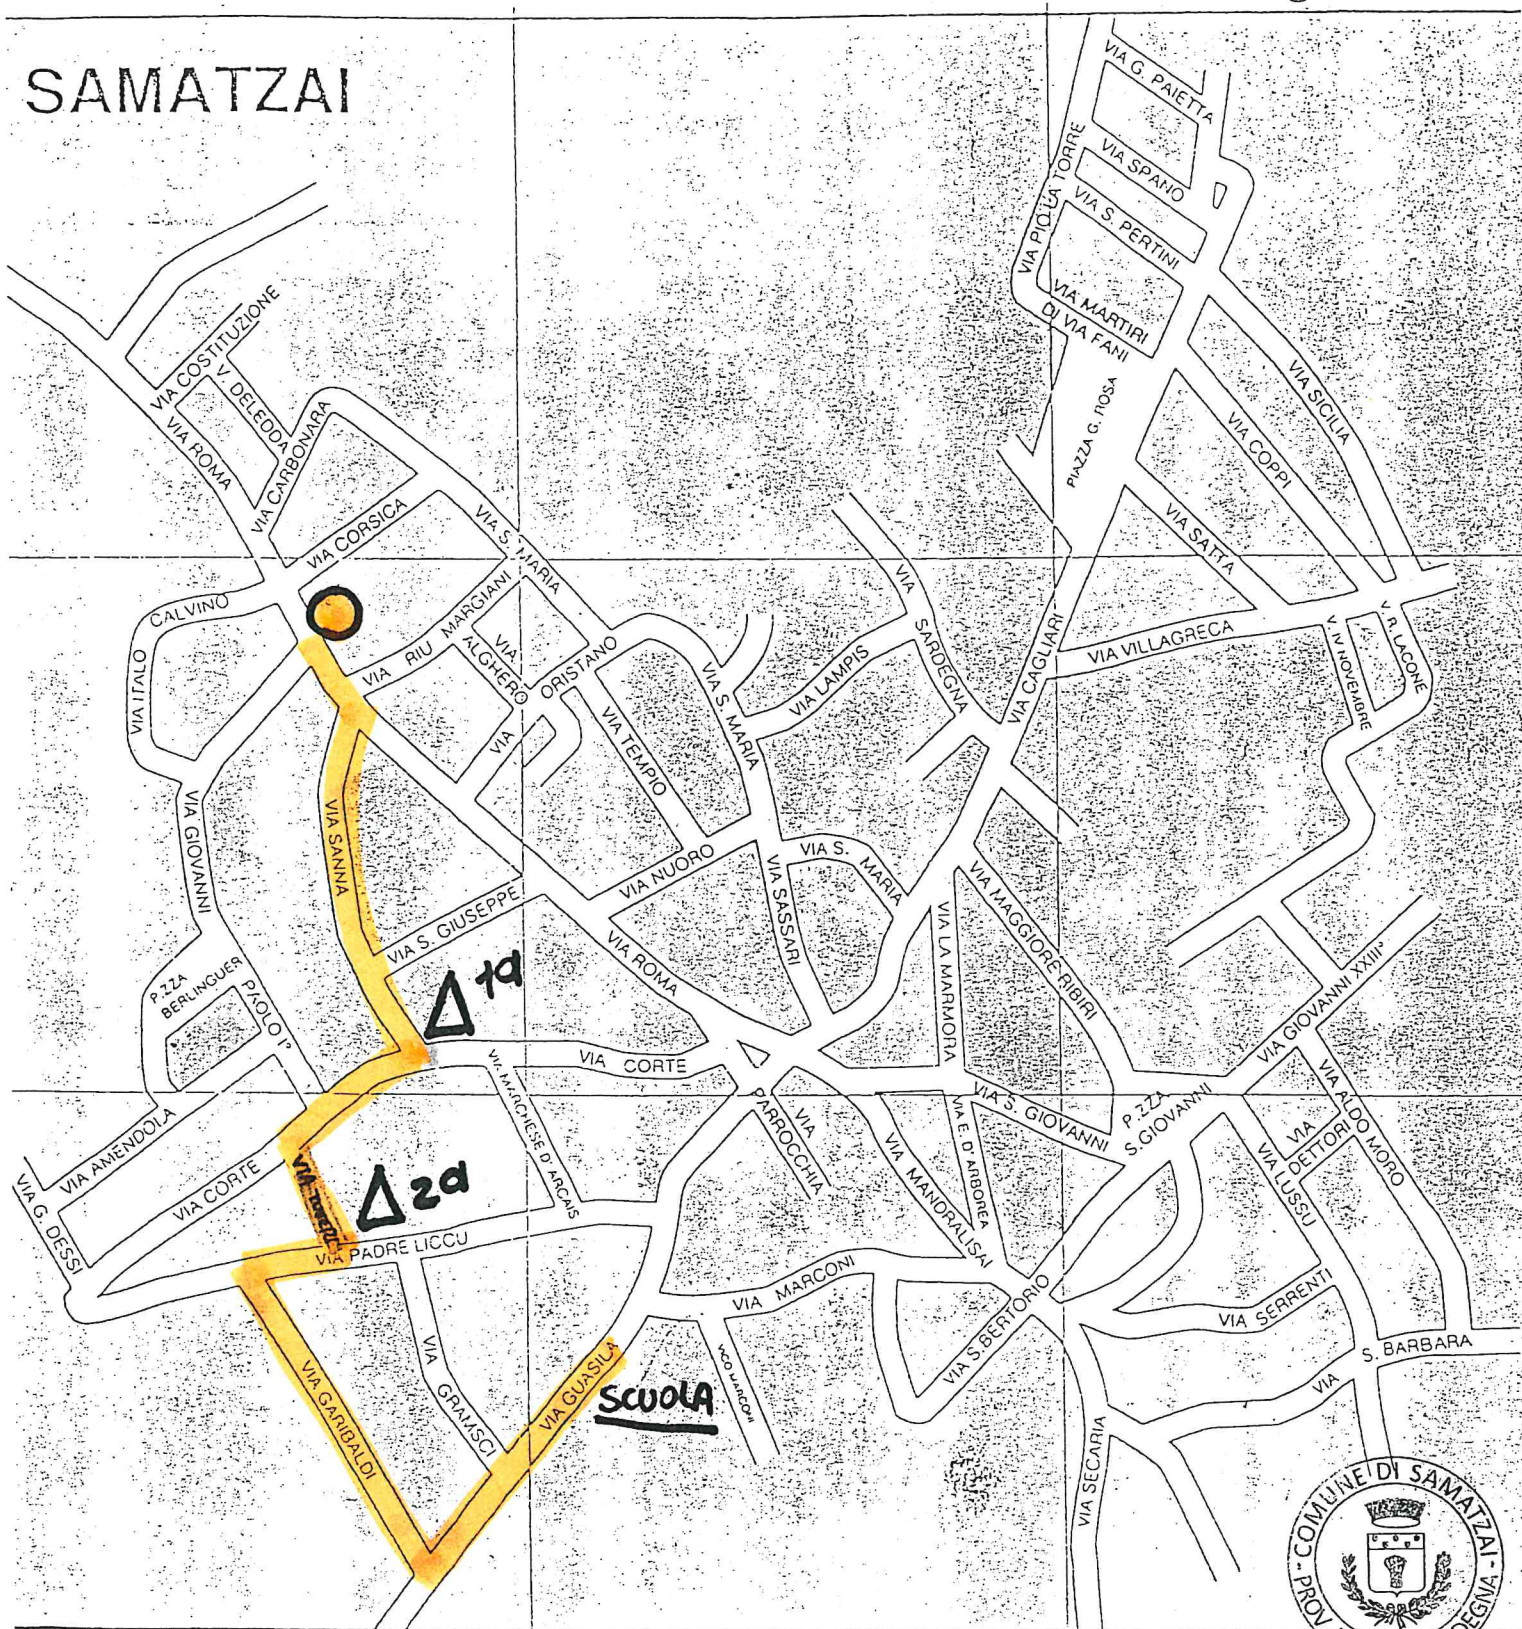 SAMATZAI
VIA G. PAIETTA
VIA SPANO
VIA PIO LA TORRE
VIA S. PERTINI
VIA MARTIRI
DI VIA FANI
VIA COSTITUZIONE
V. DELEDDA
VIA ROMA
VIA CARBONARA
VIA SICILIA
PIAZZA G. ROSA
VIA COPPI
VIA CORSICA
VIA S. MARIA
VIA SATTA
CALVINO
VIA ITALO
VIA RIU MARGIANI
VIA
ALGHERO
VIA ORISTANO
VIA S. MARIA
VIA LAMPIS
VIA
SARDEGNA
VIA CAGLIARI
VIA VILLAGRECA
V. IV NOVEMBRE
V. R. LACONE
VIA TEMPIO
VIA GIOVANNI
VIA SANNA
VIA NUORO
VIA S. MARIA
VIA S. GIUSEPPE
VIA SASSARI
VIA MAGGIORE RIBIRI
VIA LA MARMORA
VIA ROMA
P.ZZA
BERLINGUER
PAOLO I°
Δ 1a
VIA GIOVANNI XXIII°
VIA CORTE
V. MARCHESE D'ARCAIS
PARROCCHIA
VIA
VIA S. GIOVANNI
P.ZZA
S. GIOVANNI
VIA ALDO MORO
VIA
DETTORI
VIA AMENDOLA
VIA CORTE
VIA MANDRALISAI
VIA E. D'ARBOREA
VIA LUSSU
VIA G. DESSI
Δ 2a
VIA PADRE LICCU
VIA MARCONI
VIA S. BERTORIO
VIA SERRENTI
VIA S. BARBARA
VIA GARIBALDI
VIA GRAMSCI
VIA GUASILA
SCUOLA
VICO MARCONI
VIA SECARIA
COMUNE DI SAMATZAI - PROV